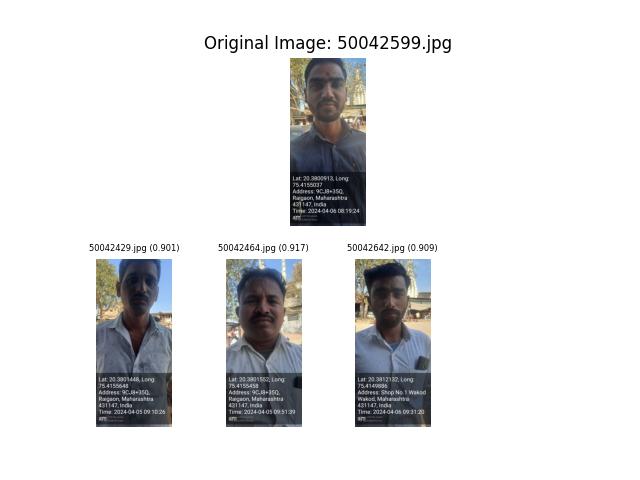 Original Image: 50042599.jpg
Lat: 20.3800913, Long:
75.4155037
Address: 9CJ8+35Q,
Raigaon, Maharashtra
431147, India
Time: 2024-04-06 08:19:24
am
50042429.jpg (0.901)
50042464.jpg (0.917)
50042642.jpg (0.909)
Lat: 20.3801448, Long:
75.4155648
Address: 9CJ8+35Q,
Raigaon, Maharashtra
431147, India
Time: 2024-04-05 09:10:26
am
Lat: 20.3801552, Long:
75.4155458
Address: 9CJ8+35Q,
Raigaon, Maharashtra
431147, India
Time: 2024-04-05 09:51:39
am
Lat: 20.3812132, Long:
75.4149886
Address: Shop No.1 Wakod
Wakod, Maharashtra
431147, India
Time: 2024-04-06 09:31:20
am